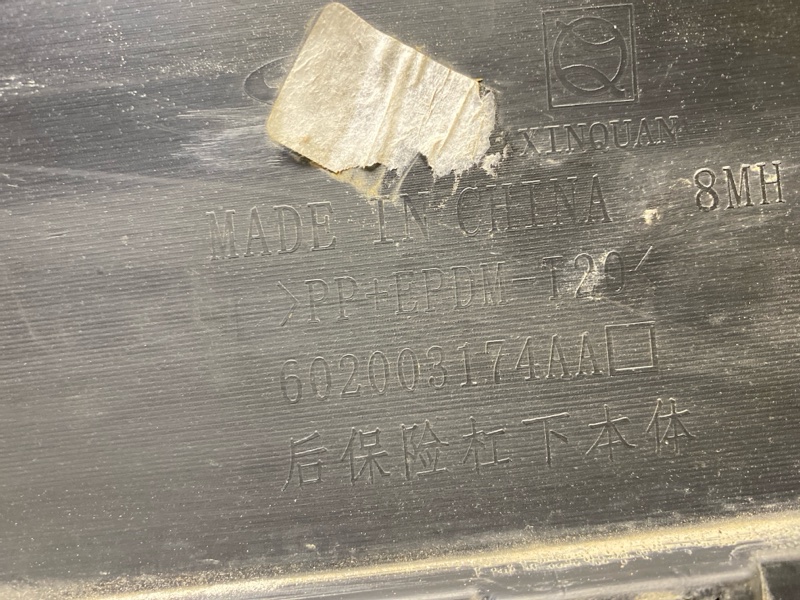 XINQUAN
MADE IN CHINA 8MH
>PP+EPDM-T20<
602003174AA
后保险杠下本体